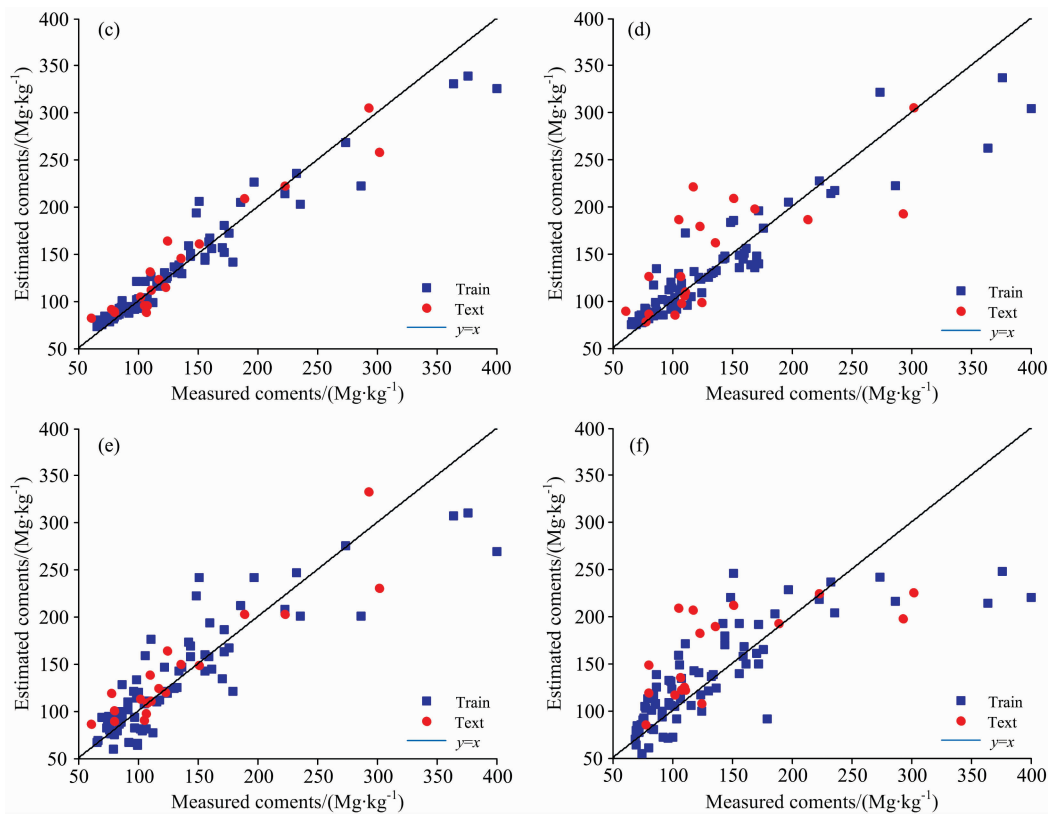 (c)
400
350
300
250
200
150
100
50
Estimated coments/(Mg·kg⁻¹)
Train
Text
y=x
50 100 150 200 250 300 350 400
Measured coments/(Mg·kg⁻¹)
(d)
400
350
300
250
200
150
100
50
Estimated coments/(Mg·kg⁻¹)
Train
Text
y=x
50 100 150 200 250 300 350 400
Measured coments/(Mg·kg⁻¹)
(e)
400
350
300
250
200
150
100
50
Estimated coments/(Mg·kg⁻¹)
Train
Text
y=x
50 100 150 200 250 300 350 400
Measured coments/(Mg·kg⁻¹)
(f)
400
350
300
250
200
150
100
50
Estimated coments/(Mg·kg⁻¹)
Train
Text
y=x
50 100 150 200 250 300 350 400
Measured coments/(Mg·kg⁻¹)